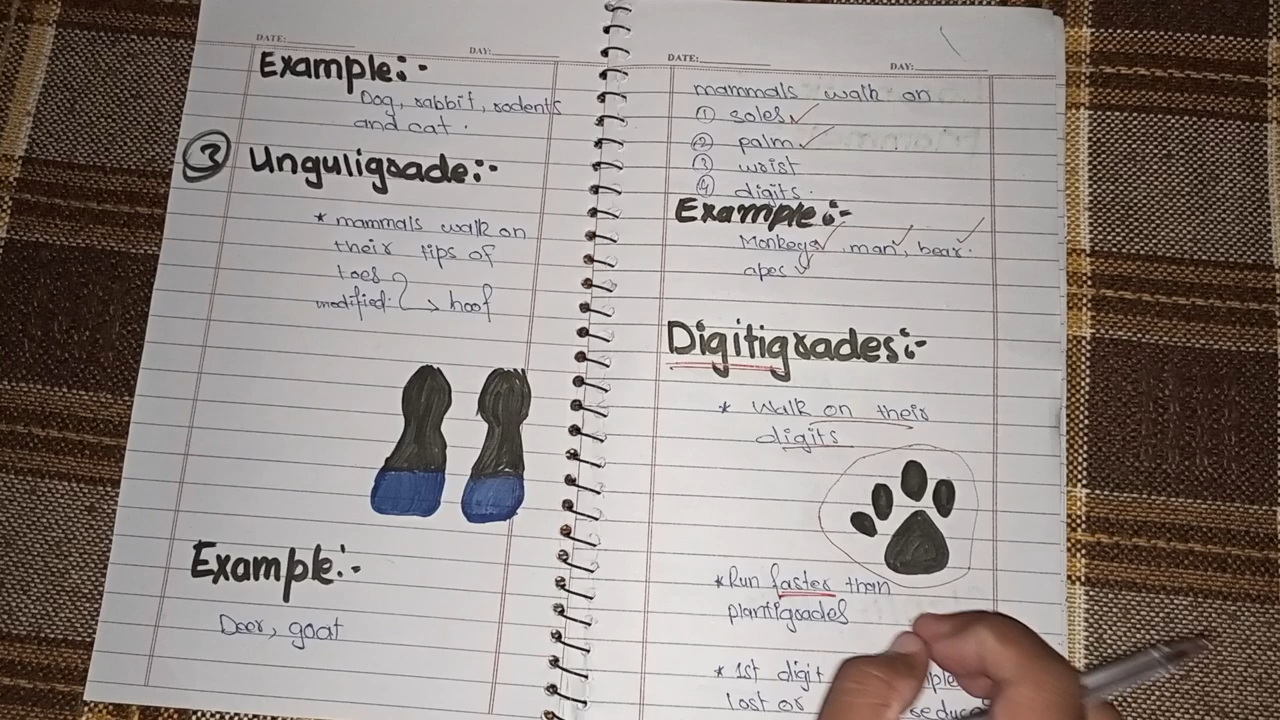 DATE:
DAY:
Example:-
Dog, rabbit, rodents
and cat.
3 Unguligrade:-
* mammals walk on
their tips of
toes
modified. → hoof
Example:-
Deer, goat
DATE:
DAY:
mammals walk on
① soles ✓
② palm ✓
③ wrist
④ digits.
Example:-
Monkeys ✓, man ✓, bear ✓.
apes ✓
Digitigrades:-
* Walk on their
digits
* Run faster than
plantigrades
* 1st digit
lost or